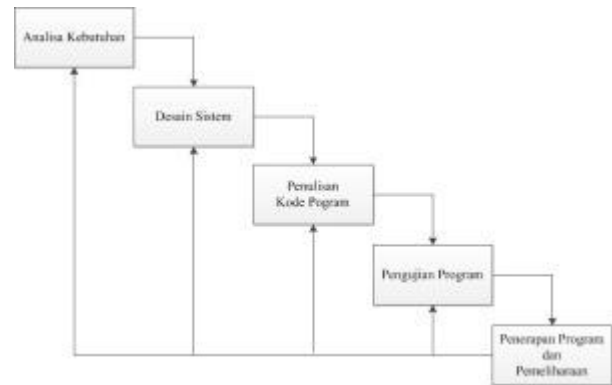 Analisa Kebutuhan
Desain Sistem
Penulisan
Kode Pogram
Pengujian Program
Penerapan Program
dan
Pemeliharaan